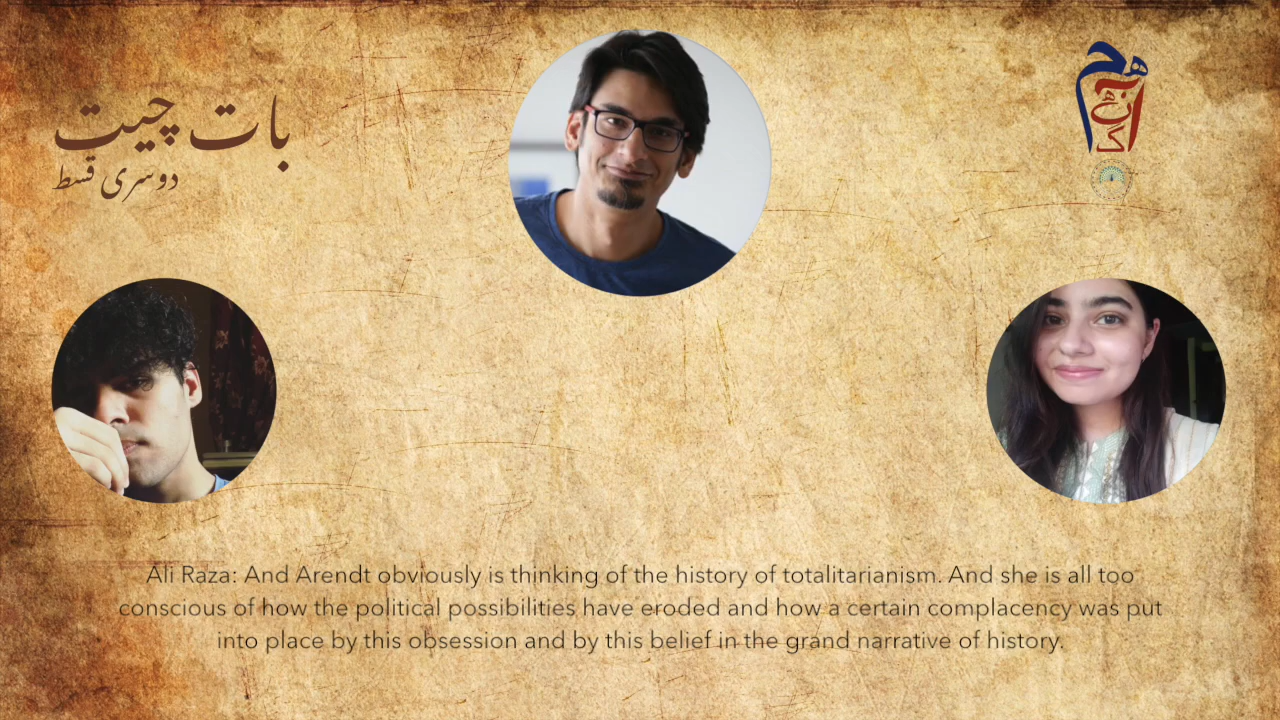 بات چیت
دوسری قسط
Ali Raza: And Arendt obviously is thinking of the history of totalitarianism. And she is all too
conscious of how the political possibilities have eroded and how a certain complacency was put
into place by this obsession and by this belief in the grand narrative of history.